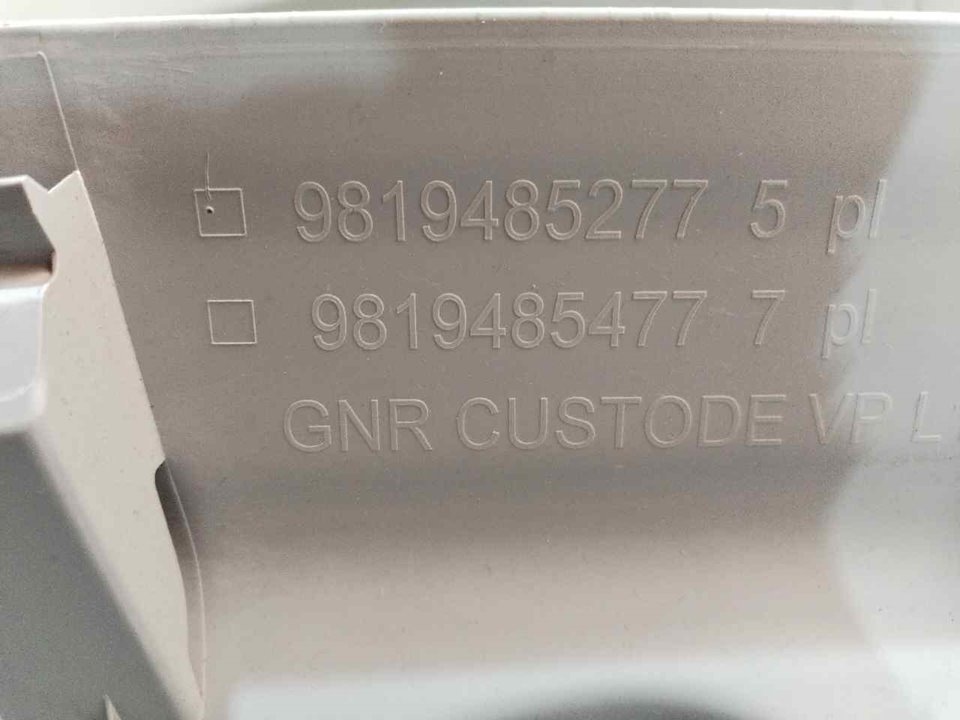 9819485277 5 pl
9819485477 7 pl
GNR CUSTODE VP L